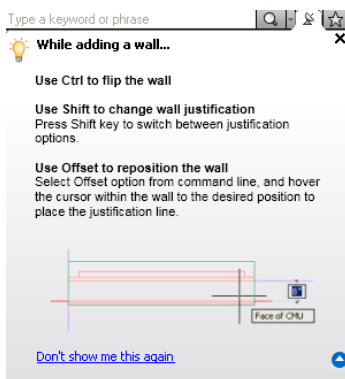 Type a keyword or phrase
While adding a wall...
Use Ctrl to flip the wall
Use Shift to change wall justification
Press Shift key to switch between justification
options.
Use Offset to reposition the wall
Select Offset option from command line, and hover
the cursor within the wall to the desired position to
place the justification line.
Face of CMU
Don't show me this again